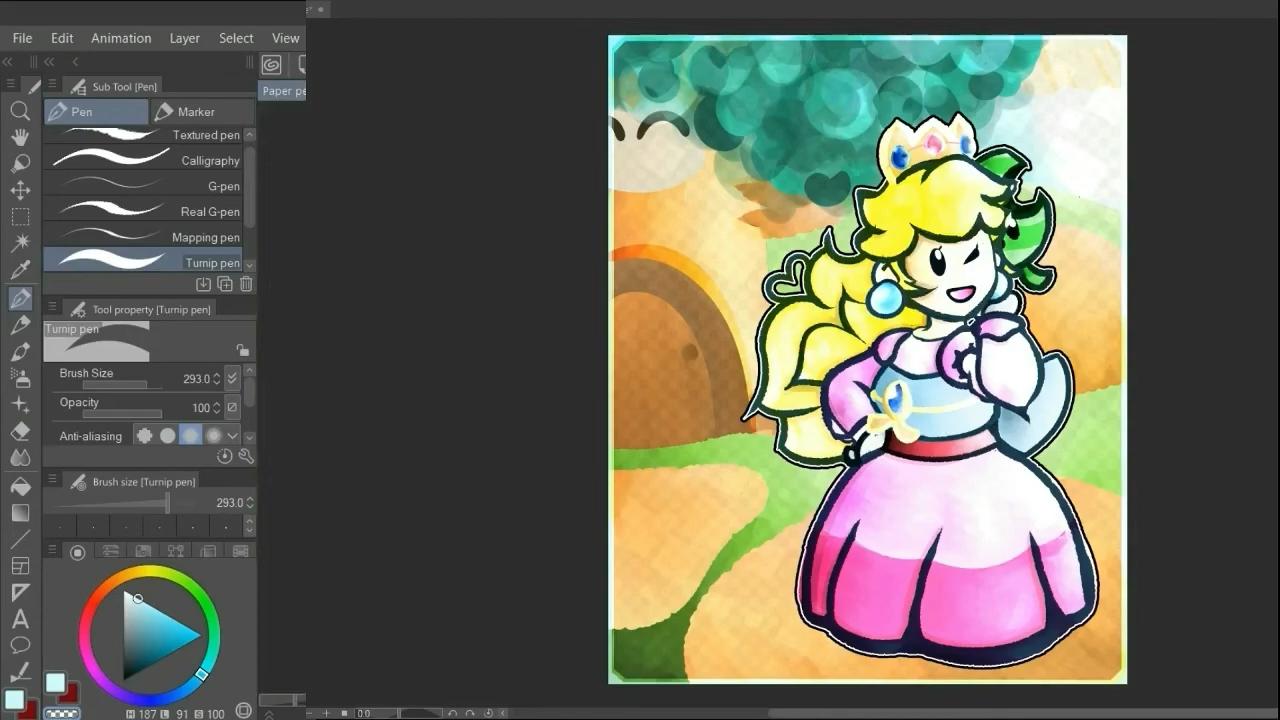 File Edit Animation Layer Select View
Sub Tool [Pen]
Pen Marker
Paper pe
Textured pen
Calligraphy
G-pen
Real G-pen
Mapping pen
Turnip pen
Tool property [Turnip pen]
Turnip pen
Brush Size 293.0
Opacity 100
Anti-aliasing
Brush size [Turnip pen]
293.0
H 187 L 91 S 100
0.0